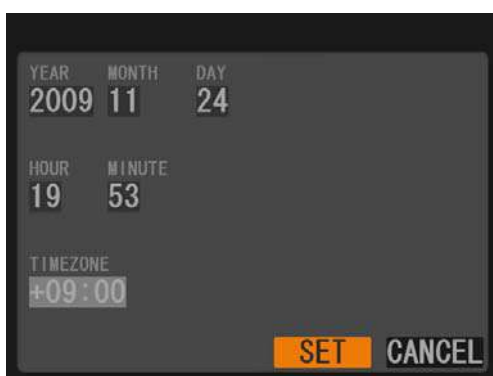 YEAR MONTH DAY
2009 11 24
HOUR MINUTE
19 53
TIMEZONE
+09:00
SET CANCEL